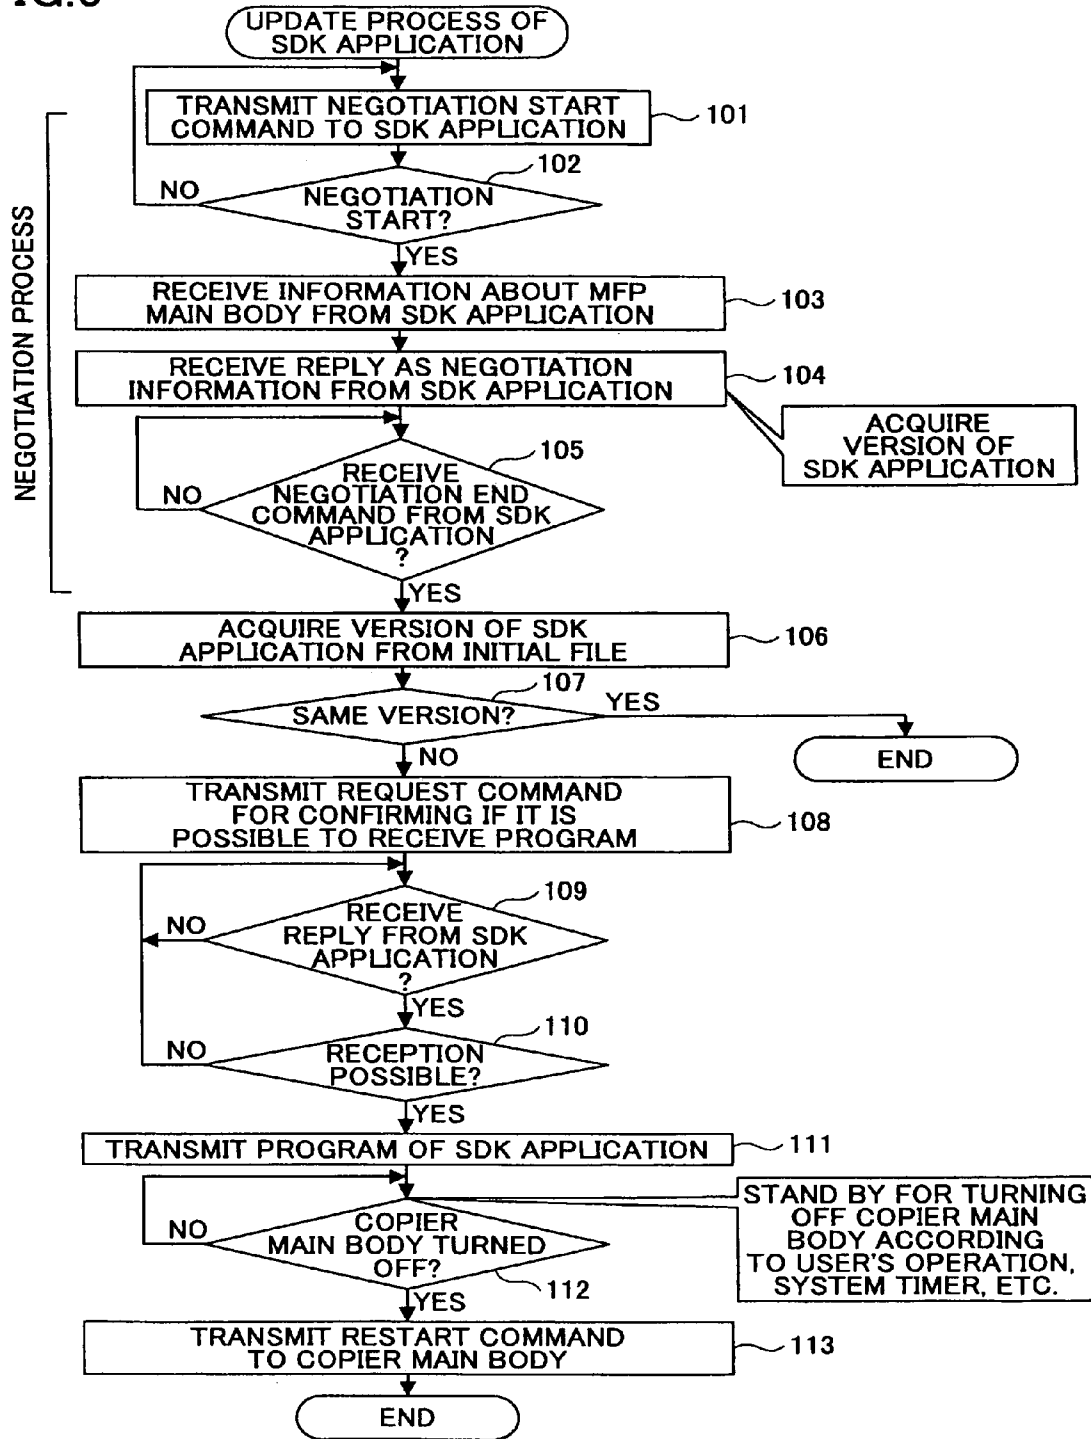 UPDATE PROCESS OF
SDK APPLICATION
TRANSMIT NEGOTIATION START
COMMAND TO SDK APPLICATION
101
102
NEGOTIATION
START?
NO
YES
NEGOTIATION PROCESS
RECEIVE INFORMATION ABOUT MFP
MAIN BODY FROM SDK APPLICATION
103
RECEIVE REPLY AS NEGOTIATION
INFORMATION FROM SDK APPLICATION
104
ACQUIRE
VERSION OF
SDK APPLICATION
105
RECEIVE
NEGOTIATION END
COMMAND FROM SDK
APPLICATION
?
NO
YES
ACQUIRE VERSION OF SDK
APPLICATION FROM INITIAL FILE
106
107
SAME VERSION?
YES
END
NO
TRANSMIT REQUEST COMMAND
FOR CONFIRMING IF IT IS
POSSIBLE TO RECEIVE PROGRAM
108
109
RECEIVE
REPLY FROM SDK
APPLICATION
?
NO
YES
110
RECEPTION
POSSIBLE?
NO
YES
TRANSMIT PROGRAM OF SDK APPLICATION
111
COPIER
MAIN BODY TURNED
OFF?
NO
112
STAND BY FOR TURNING
OFF COPIER MAIN
BODY ACCORDING
TO USER'S OPERATION,
SYSTEM TIMER, ETC.
YES
TRANSMIT RESTART COMMAND
TO COPIER MAIN BODY
113
END